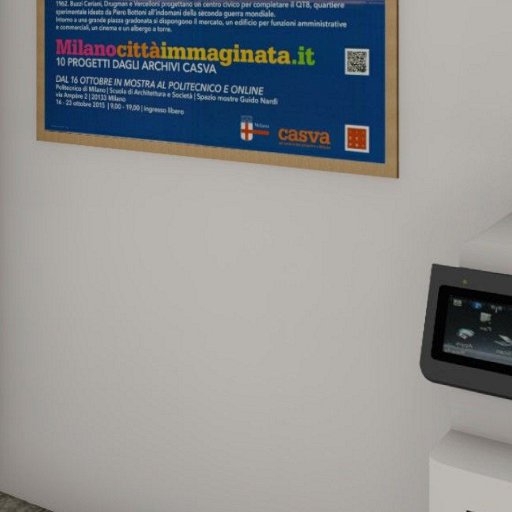 1962. Buzzi Ceriani, Drugman e Vercelloni progettano un centro civico per completare il QT8, quartiere
sperimentale ideato da Piero Bottoni all'indomani della seconda guerra mondiale.
Intorno a una grande piazza gradonata si dispongono il mercato, un edificio per funzioni amministrative
e commerciali, un cinema e un albergo a torre.
Milanocittàimmaginata.it
10 PROGETTI DAGLI ARCHIVI CASVA
DAL 16 OTTOBRE IN MOSTRA AL POLITECNICO E ONLINE
Politecnico di Milano | Scuola di Architettura e Società | Spazio mostre Guido Nardi
via Ampère 2 | 20133 Milano
16 - 23 ottobre 2015 | 9,00 - 19,00 | ingresso libero
Milano
casva